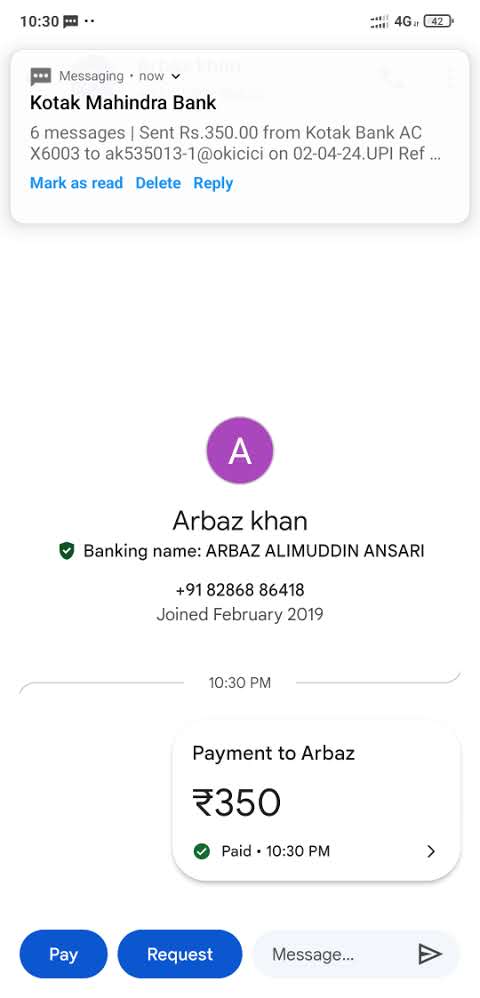 10:30
4G
42
Messaging • now
Kotak Mahindra Bank
6 messages | Sent Rs.350.00 from Kotak Bank AC
X6003 to ak535013-1@okicici on 02-04-24.UPI Ref ...
Mark as read Delete Reply
A
Arbaz khan
Banking name: ARBAZ ALIMUDDIN ANSARI
+91 82868 86418
Joined February 2019
10:30 PM
Payment to Arbaz
₹350
Paid • 10:30 PM
Pay
Request
Message...